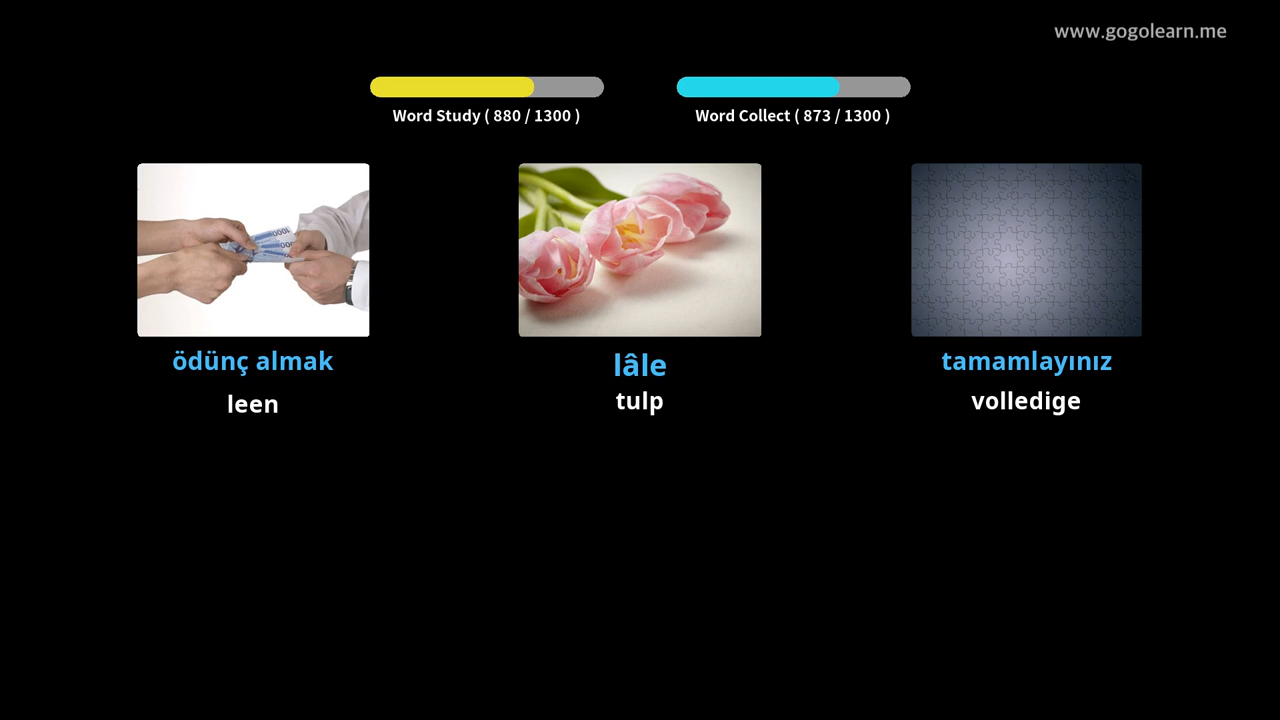 www.gogolearn.me
Word Study ( 880 / 1300 )
Word Collect ( 873 / 1300 )
ödünç almak
leen
lâle
tulp
tamamlayınız
volledige